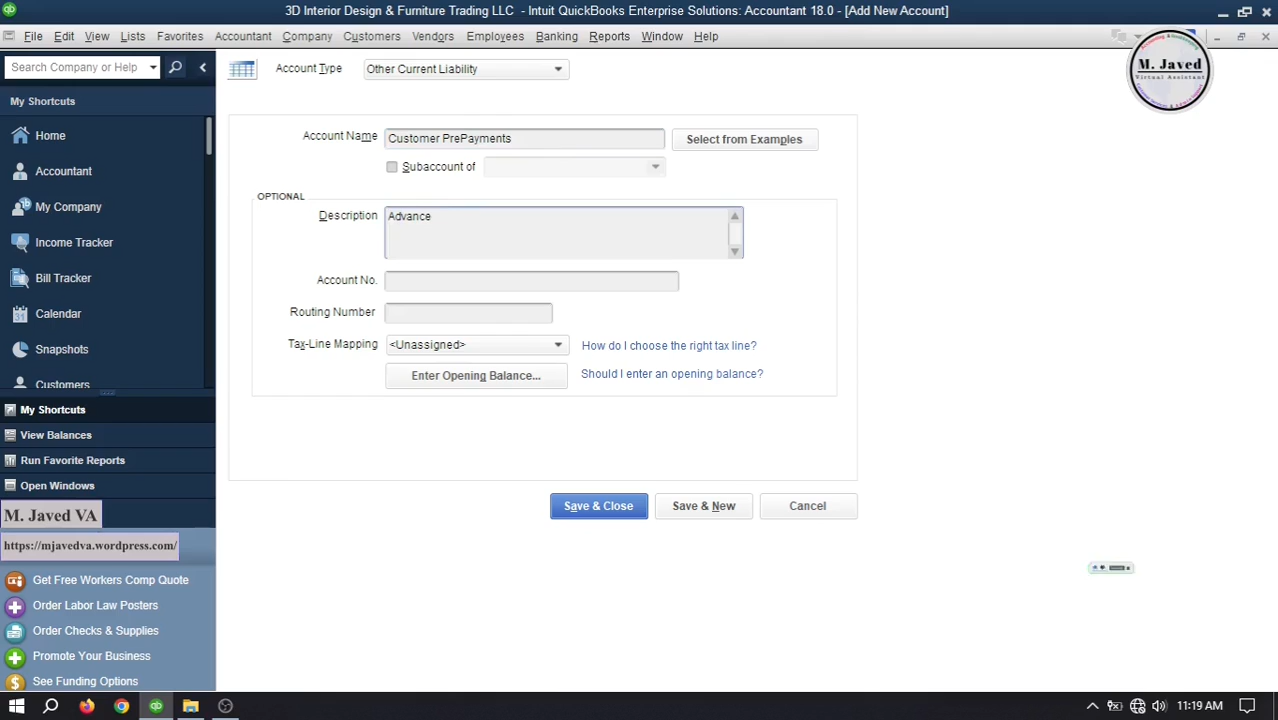 3D Interior Design & Furniture Trading LLC - Intuit QuickBooks Enterprise Solutions: Accountant 18.0 - [Add New Account]
File Edit View Lists Favorites Accountant Company Customers Vendors Employees Banking Reports Window Help
M. Javed
Virtual Assistant
Search Company or Help
Account Type Other Current Liability
My Shortcuts
Home
Accountant
My Company
Income Tracker
Bill Tracker
31 Calendar
Snapshots
Customers
Account Name Customer PrePayments Select from Examples
Subaccount of
OPTIONAL
Description Advance
Account No.
Routing Number
Tax-Line Mapping <Unassigned> How do I choose the right tax line?
Enter Opening Balance... Should I enter an opening balance?
My Shortcuts
View Balances
Run Favorite Reports
Open Windows
Save & Close Save & New Cancel
M. Javed VA
https://mjavedva.wordpress.com/
Get Free Workers Comp Quote
Order Labor Law Posters
Order Checks & Supplies
Promote Your Business
See Funding Options
11:19 AM